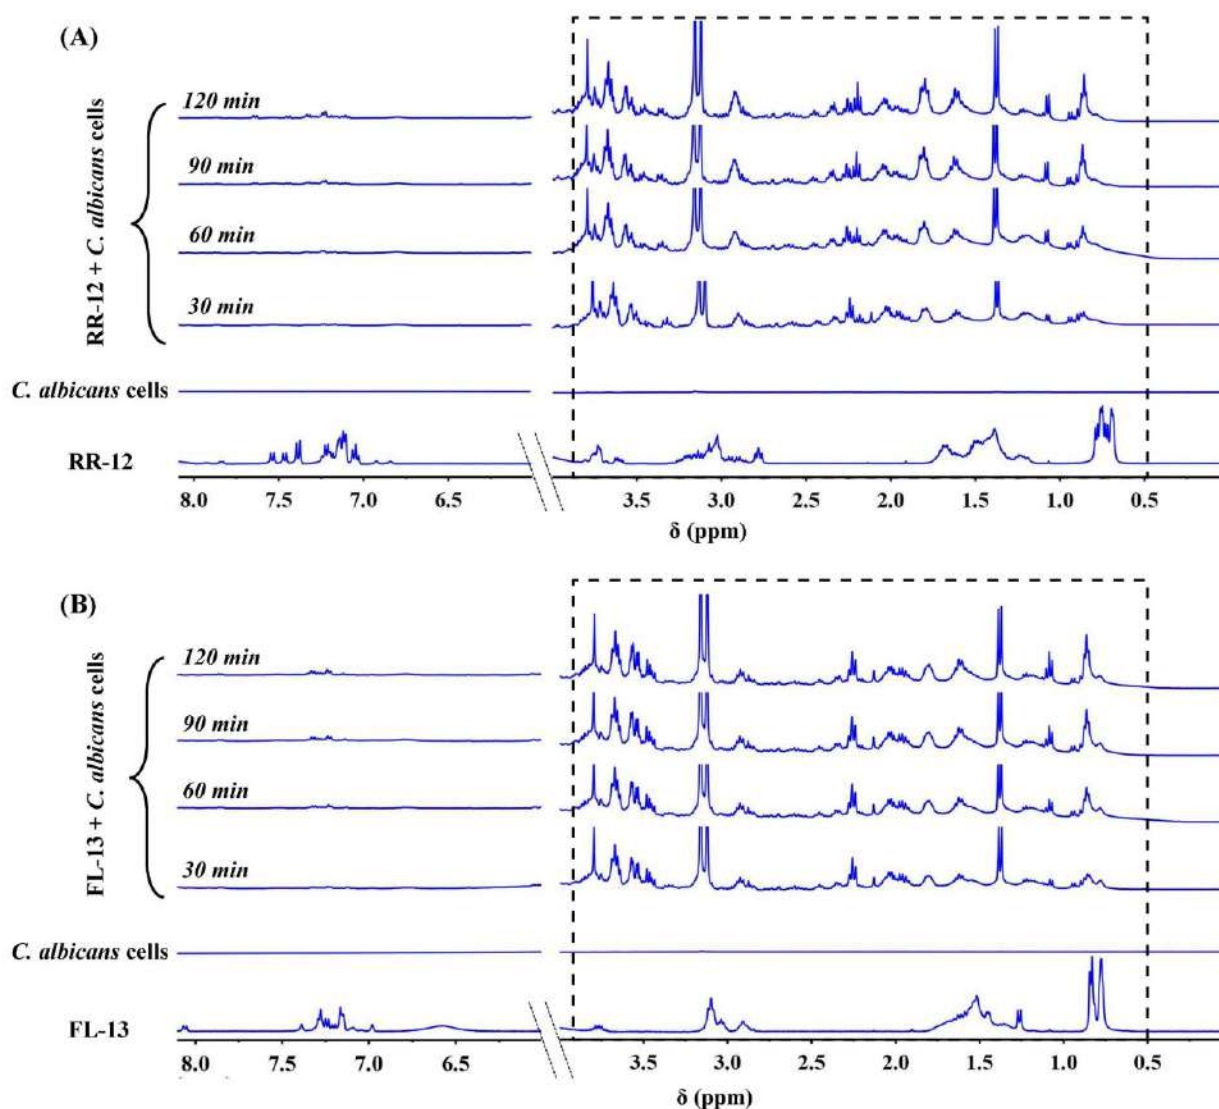 (A)
RR-12 + C. albicans cells
120 min
90 min
60 min
30 min
C. albicans cells
RR-12
8.0 7.5 7.0 6.5 3.5 3.0 2.5 2.0 1.5 1.0 0.5
δ (ppm)
(B)
FL-13 + C. albicans cells
120 min
90 min
60 min
30 min
C. albicans cells
FL-13
8.0 7.5 7.0 6.5 3.5 3.0 2.5 2.0 1.5 1.0 0.5
δ (ppm)